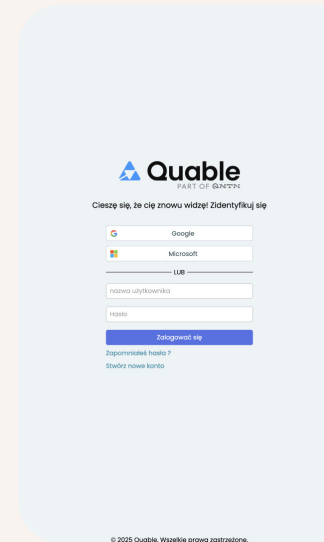 Quable
PART OF @NTN
Cieszę się, że cię znowu widzę! Zidentyfikuj się
Google
Microsoft
LUB
nazwa użytkownika
Hasło
Zalogować się
Zapomniałeś hasła ?
Stwórz nowe konto
© 2025 Quable. Wszelkie prawa zastrzeżone.